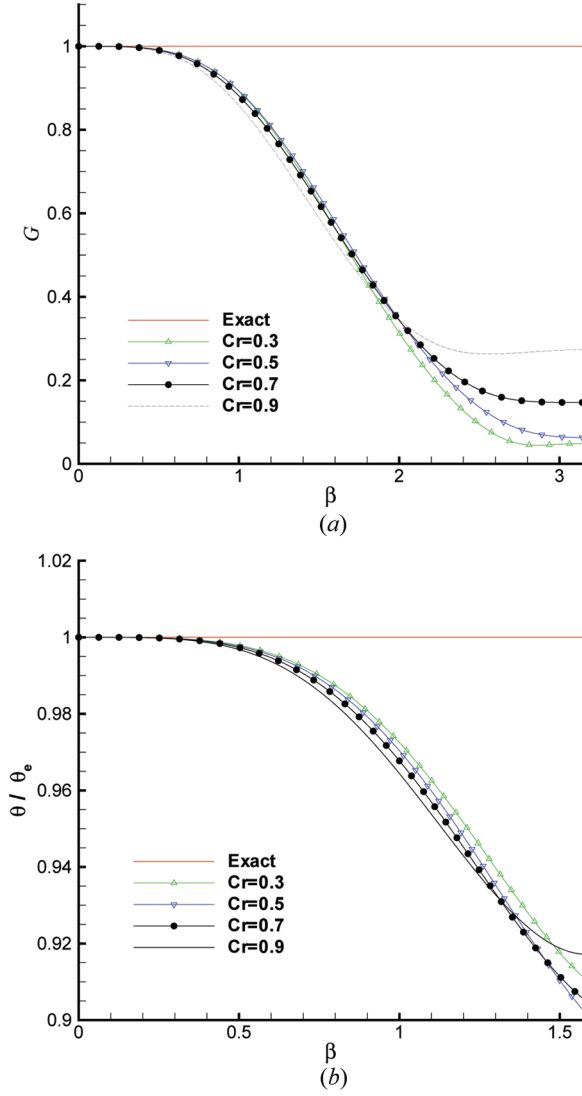 1
0.8
0.6
G
0.4
0.2
0
Exact
Cr=0.3
Cr=0.5
Cr=0.7
Cr=0.9
0 1 2 3
β
(a)
1.02
1
0.98
θ / θe
0.96
0.94
0.92
0.9
Exact
Cr=0.3
Cr=0.5
Cr=0.7
Cr=0.9
0 0.5 1 1.5
β
(b)